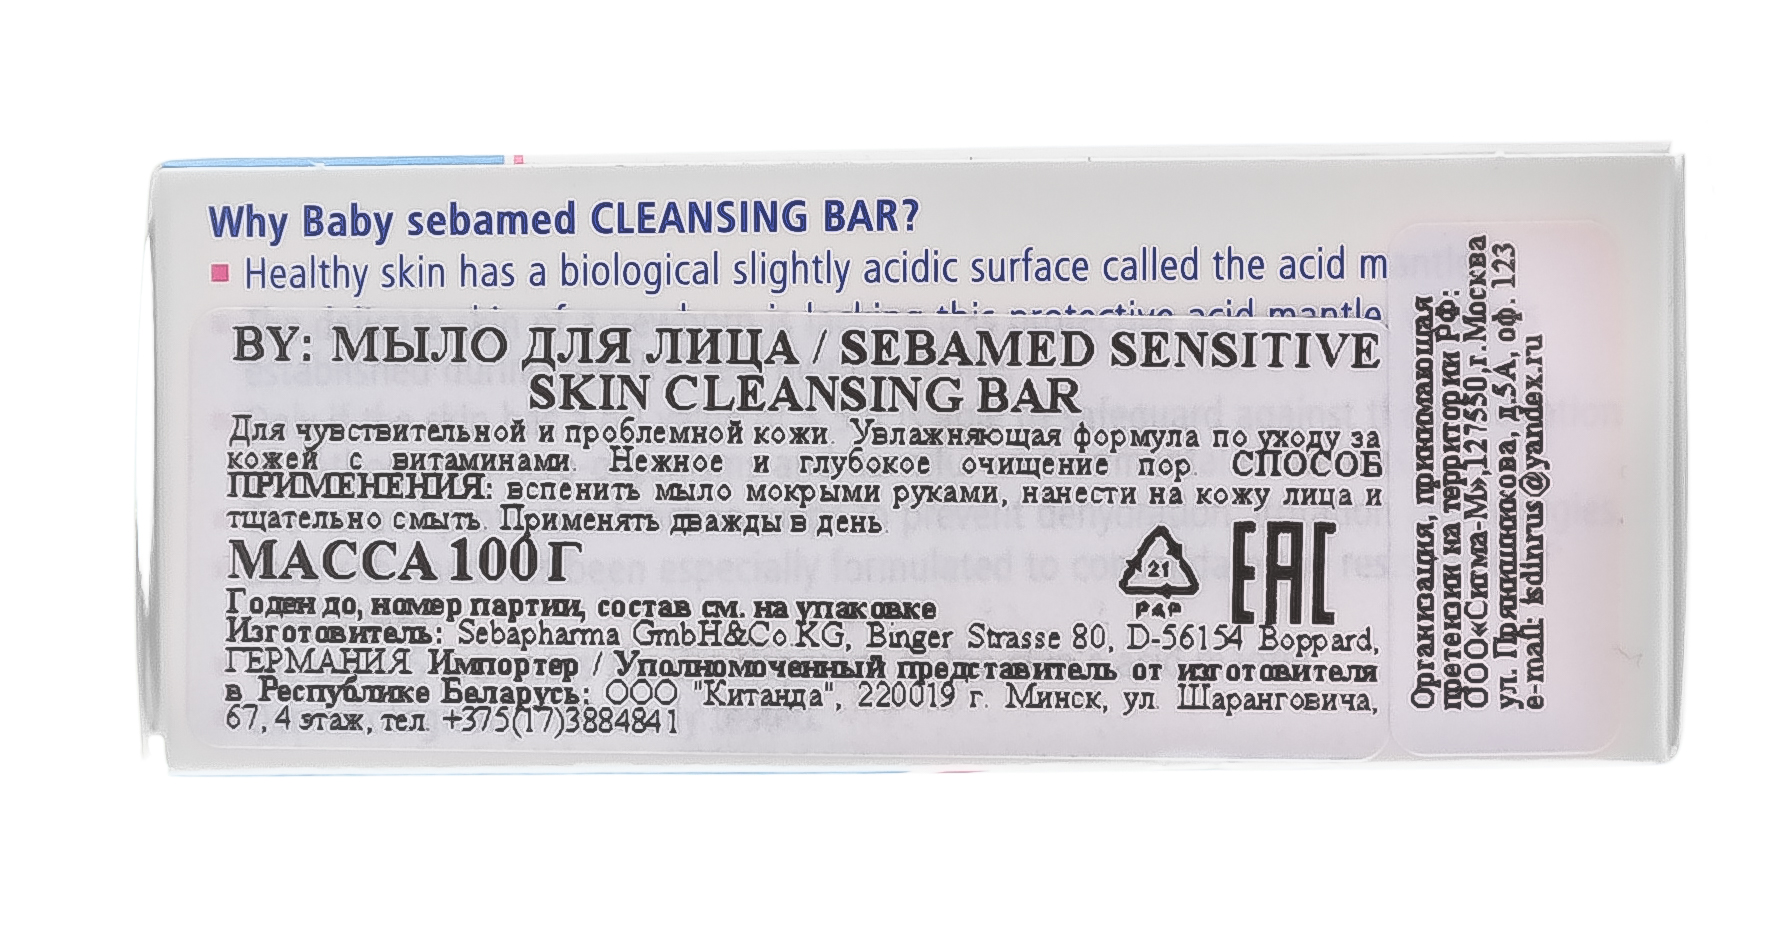 Why Baby sebamed CLEANSING BAR?
Healthy skin has a biological slightly acidic surface called the acid mantle
BY: МЫЛО ДЛЯ ЛИЦА / SEBAMED SENSITIVE
SKIN CLEANSING BAR
Для чувствительной и проблемной кожи. Увлажняющая формула по уходу за
кожей с витаминами. Нежное и глубокое очищение пор. СПОСОБ
ПРИМЕНЕНИЯ: вспенить мыло мокрыми руками, нанести на кожу лица и
тщательно смыть. Применять дважды в день.
МАССА 100 Г
21
PAP
EAC
Годен до, номер партии, состав см. на упаковке
Изготовитель: Sebapharma GmbH&Co KG, Binger Strasse 80, D-56154 Boppard,
ГЕРМАНИЯ Импортер / Уполномоченный представитель от изготовителя
в Республике Беларусь: ООО "Китанда", 220019 г. Минск, ул. Шаранговича,
67, 4 этаж, тел. +375(17)3884841
Организация, принимающая
претензии на территории РФ:
ООО«Сигма-М»,127550,г.Москва
ул. Прянишникова, д.5А, оф. 123
e-mail: isdinrus@yandex.ru